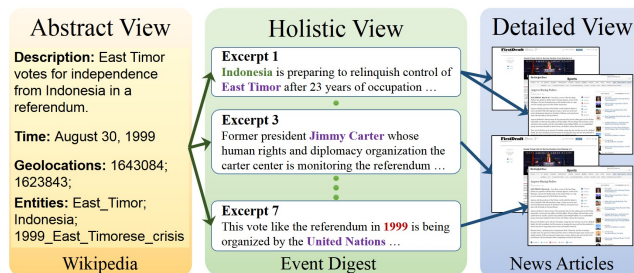 Abstract View
Description: East Timor
votes for independence
from Indonesia in a
referendum.
Time: August 30, 1999
Geolocations: 1643084;
1623843;
Entities: East_Timor;
Indonesia;
1999_East_Timorese_crisis
Wikipedia
Holistic View
Excerpt 1
Indonesia is preparing to relinquish control of
East Timor after 23 years of occupation …
Excerpt 3
Former president Jimmy Carter whose
human rights and diplomacy organization the
carter center is monitoring the referendum …
Excerpt 7
This vote like the referendum in 1999 is being
organized by the United Nations …
Event Digest
Detailed View
FirstDraft
Sports
FirstDraft
Sports
News Articles